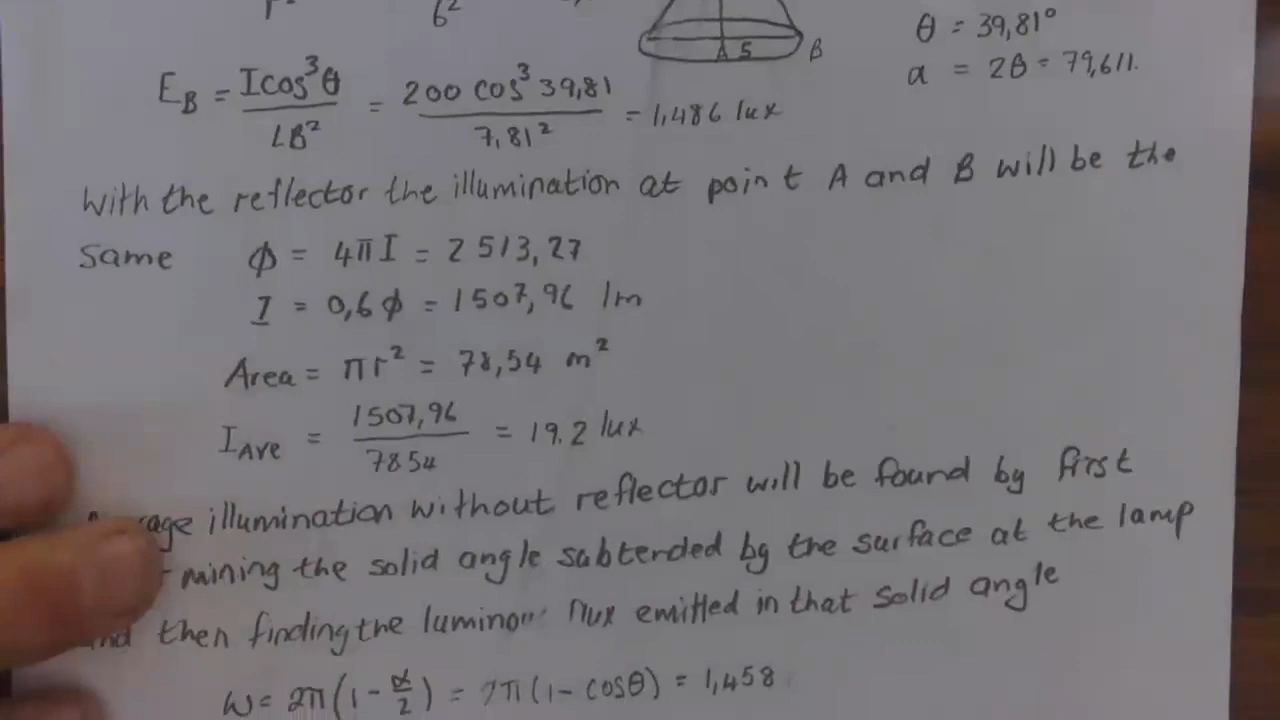 6²
θ = 39,81°
A 5 B
a = 2θ = 79,611.
E_B = Icos³θ / LB² = 200 cos³ 39,81 / 7,81² = 1,486 lux
With the reflector the illumination at point A and B will be the
same Φ = 4πI = 2 513,27
I = 0,6Φ = 1507,96 lm
Area = πr² = 78,54 m²
I_AVE = 1507,96 / 7854 = 19.2 lux
illumination without reflector will be found by first
mining the solid angle subtended by the surface at the lamp
and then finding the luminous flux emitted in that solid angle
ω = 2π(1 - α/2) = 2π(1 - cosθ) = 1,458